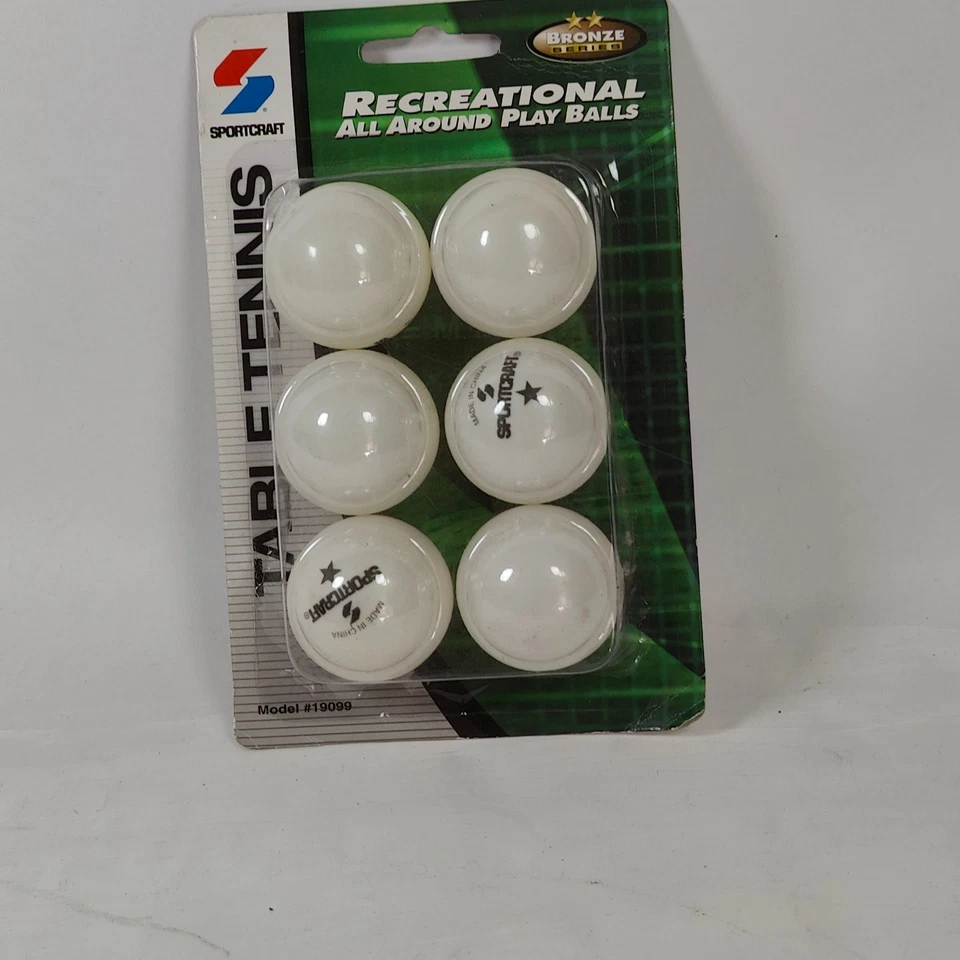 BRONZE
SERIES
RECREATIONAL
ALL AROUND PLAY BALLS
SPORTCRAFT
TABLE TENNIS
MADE IN CHINA
SPORTCRAFT®
SPORTCRAFT®
MADE IN CHINA
Model #19099